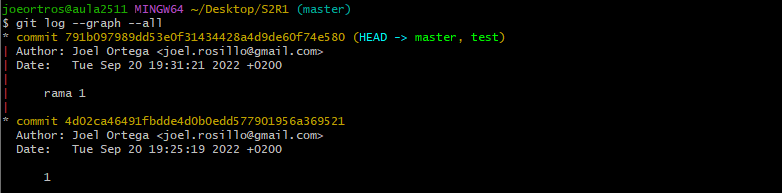 joeortros@aula2511 MINGW64 ~/Desktop/S2R1 (master)
$ git log --graph --all
* commit 791b097989dd53e0f31434428a4d9de60f74e580 (HEAD -> master, test)
| Author: Joel Ortega <joel.rosillo@gmail.com>
| Date:   Tue Sep 20 19:31:21 2022 +0200
|
|     rama 1
|
* commit 4d02ca46491fbdde4d0b0edd577901956a369521
  Author: Joel Ortega <joel.rosillo@gmail.com>
  Date:   Tue Sep 20 19:25:19 2022 +0200
      1